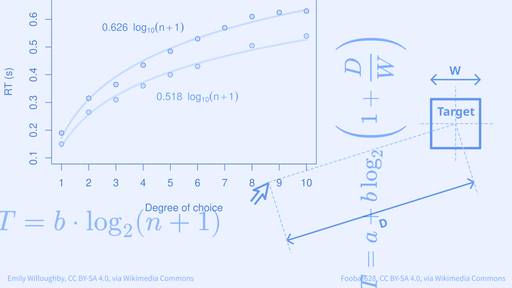 0.6
0.5
0.4
0.3
0.2
0.1
RT (s)
0.626 log₁₀(n+1)
0.518 log₁₀(n+1)
1 2 3 4 5 6 7 8 9 10
Degree of choice
T = b · log₂(n + 1)
T = a + b log₂ (1 + D/W)
W
Target
D
Emily Willoughby, CC BY-SA 4.0, via Wikimedia Commons
CC BY-SA 4.0, via Wikimedia Commons